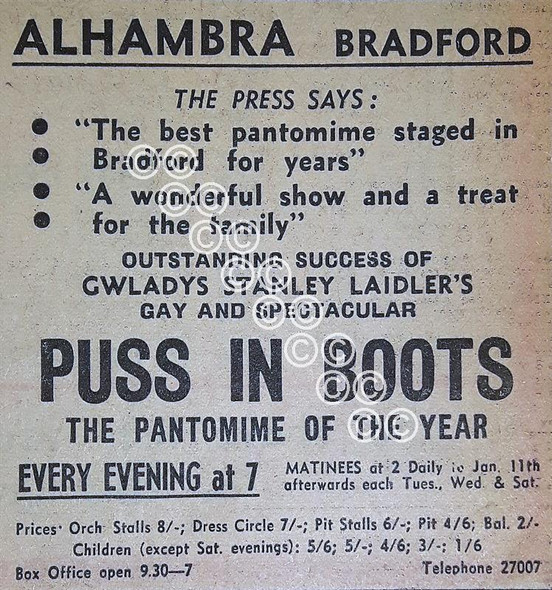 ALHAMBRA BRADFORD
THE PRESS SAYS:
"The best pantomime staged in
Bradford for years"
"A wonderful show and a treat
for the family"
OUTSTANDING SUCCESS OF
GWLADYS STANLEY LAIDLER'S
GAY AND SPECTACULAR
PUSS IN BOOTS
THE PANTOMIME OF THE YEAR
EVERY EVENING at 7
MATINEES at 2 Daily to Jan. 11th
afterwards each Tues., Wed. & Sat.
Prices: Orch Stalls 8/-; Dress Circle 7/-; Pit Stalls 6/-; Pit 4/6; Bal. 2/-
Children (except Sat. evenings): 5/6; 5/-; 4/6; 3/-; 1/6
Box Office open 9.30—7 Telephone 27007